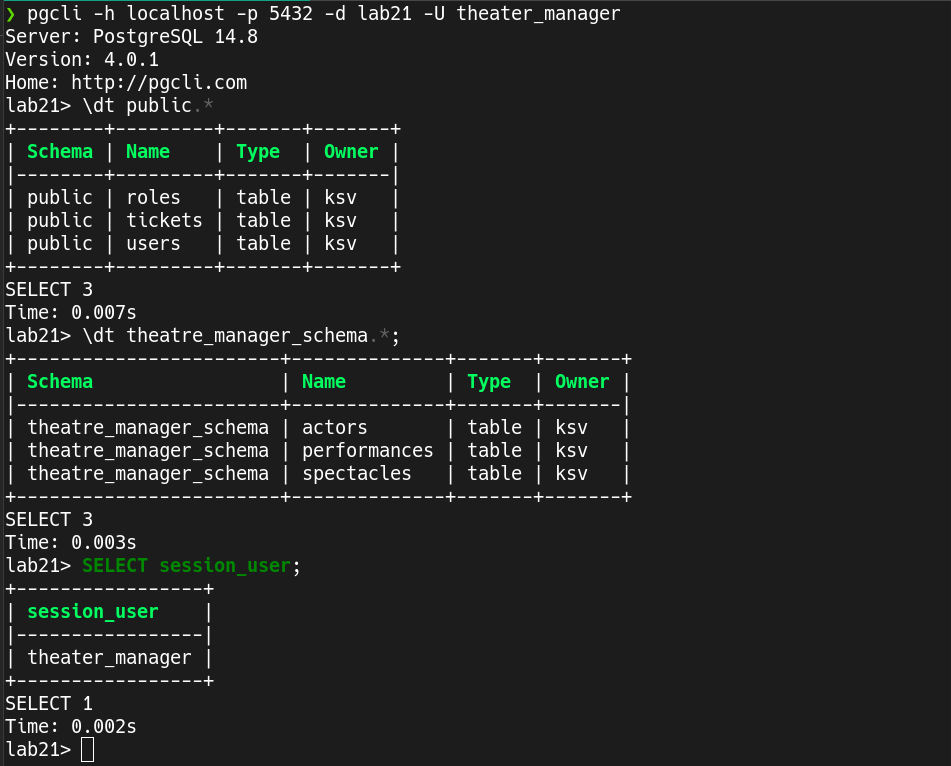 ❯ pgcli -h localhost -p 5432 -d lab21 -U theater_manager
Server: PostgreSQL 14.8
Version: 4.0.1
Home: http://pgcli.com
lab21> \dt public.*
+--------+---------+-------+-------+
| Schema | Name    | Type  | Owner |
|--------+---------+-------+-------|
| public | roles   | table | ksv   |
| public | tickets | table | ksv   |
| public | users   | table | ksv   |
+--------+---------+-------+-------+
SELECT 3
Time: 0.007s
lab21> \dt theatre_manager_schema.*;
+------------------------+--------------+-------+-------+
| Schema                 | Name         | Type  | Owner |
|------------------------+--------------+-------+-------|
| theatre_manager_schema | actors       | table | ksv   |
| theatre_manager_schema | performances | table | ksv   |
| theatre_manager_schema | spectacles   | table | ksv   |
+------------------------+--------------+-------+-------+
SELECT 3
Time: 0.003s
lab21> SELECT session_user;
+-----------------+
| session_user    |
|-----------------|
| theater_manager |
+-----------------+
SELECT 1
Time: 0.002s
lab21>